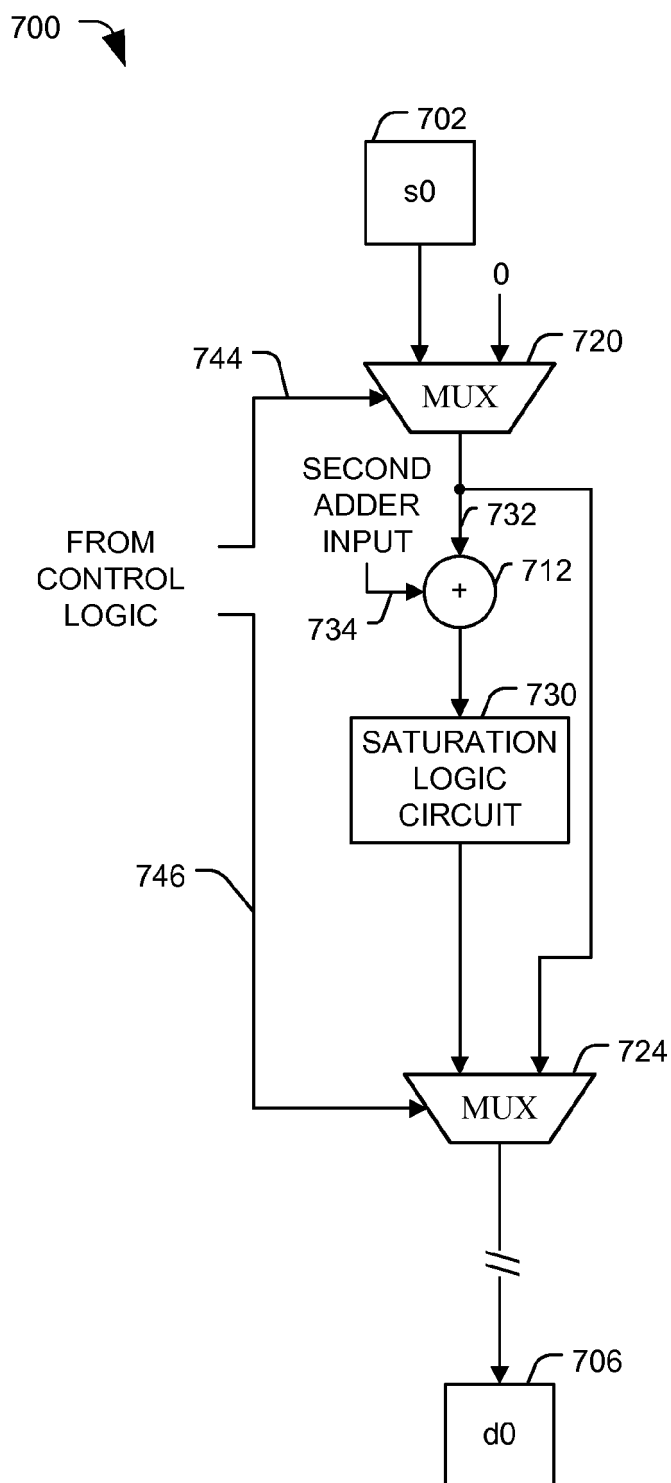 700
702
s0
0
720
744
MUX
SECOND
ADDER
INPUT
732
FROM
CONTROL
LOGIC
712
+
734
730
SATURATION
LOGIC
CIRCUIT
746
724
MUX
706
d0